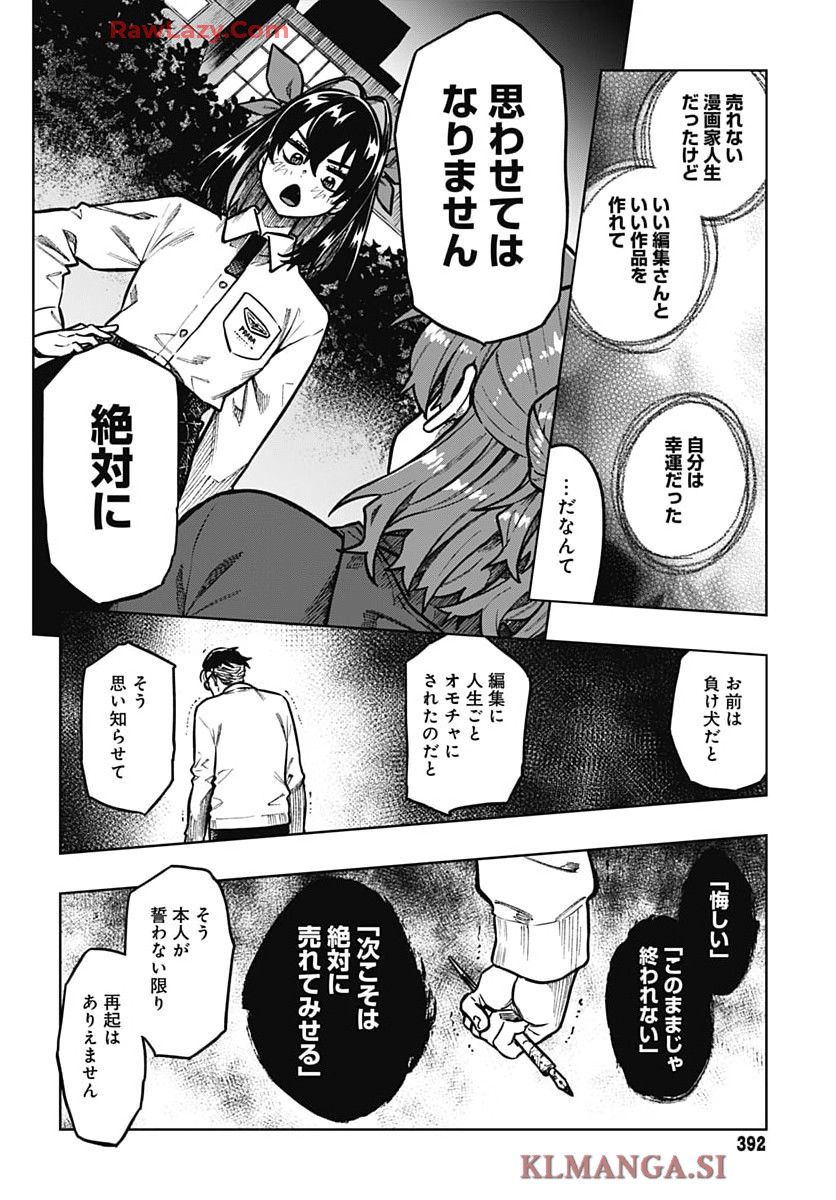 RawLazy.Com
売れない
漫画家人生
だったけど
いい編集さんと
いい作品を
作れて
自分は
幸運だった
…だなんて
思わせては
なりません
絶対に
お前は
負け犬だと
編集に
人生ごと
オモチャに
されたのだと
そう
思い知らせて
「悔しい」
「このままじゃ
終われない」
「次こそは
絶対に
売れてみせる」
そう
本人が
誓わない限り
再起は
ありえません
392
KLMANGA.SI